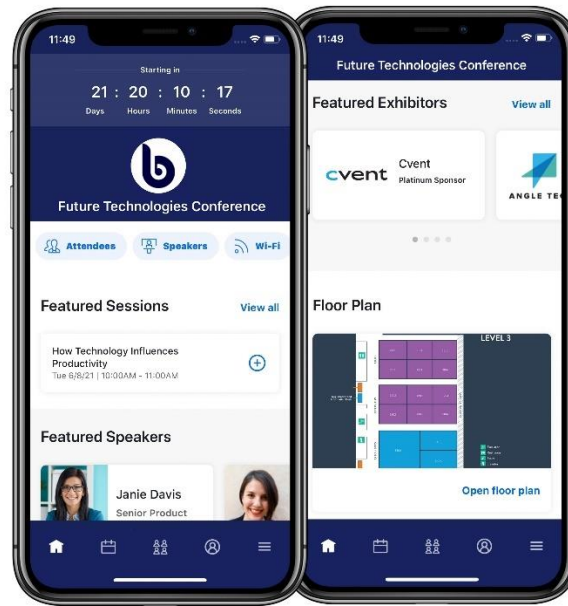 11:49
Starting in
21 : 20 : 10 : 17
Days Hours Minutes Seconds
b
Future Technologies Conference
Attendees Speakers Wi-Fi
Featured Sessions View all
How Technology Influences
Productivity
Tue 6/8/21 | 10:00AM - 11:00AM
Featured Speakers
Janie Davis
Senior Product
11:49
Future Technologies Conference
Featured Exhibitors View all
cvent
Cvent
Platinum Sponsor
ANGLE TE
Floor Plan
LEVEL 3
Open floor plan